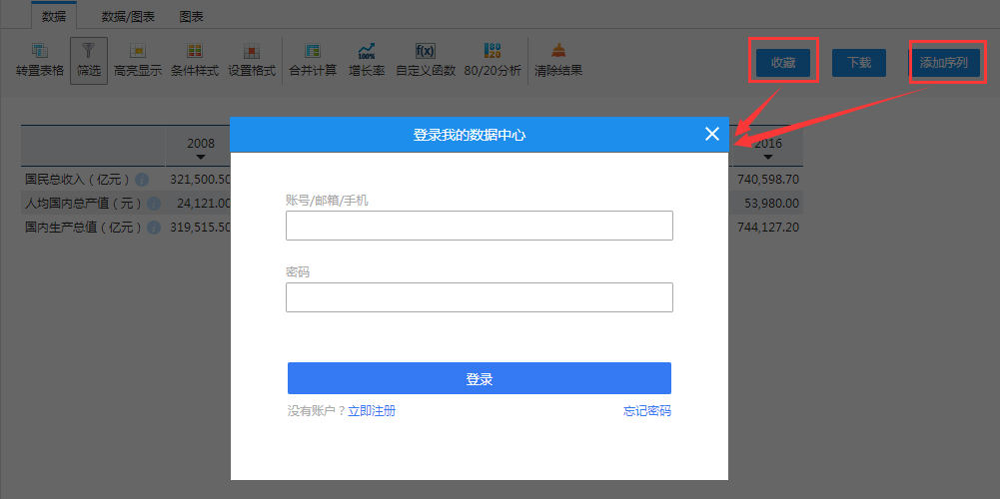 数据 数据/图表 图表
转置表格 筛选 高亮显示 条件样式 设置格式 合并计算 100% 增长率 f(x) 自定义函数 80 20 80/20分析 清除结果 收藏 下载 添加序列
登录我的数据中心
2008 2016
国民总收入（亿元） 321,500.50 740,598.70
人均国内总产值（元） 24,121.00 53,980.00
国内生产总值（亿元） 319,515.50 744,127.20
账号/邮箱/手机
密码
登录
没有账户？立即注册 忘记密码